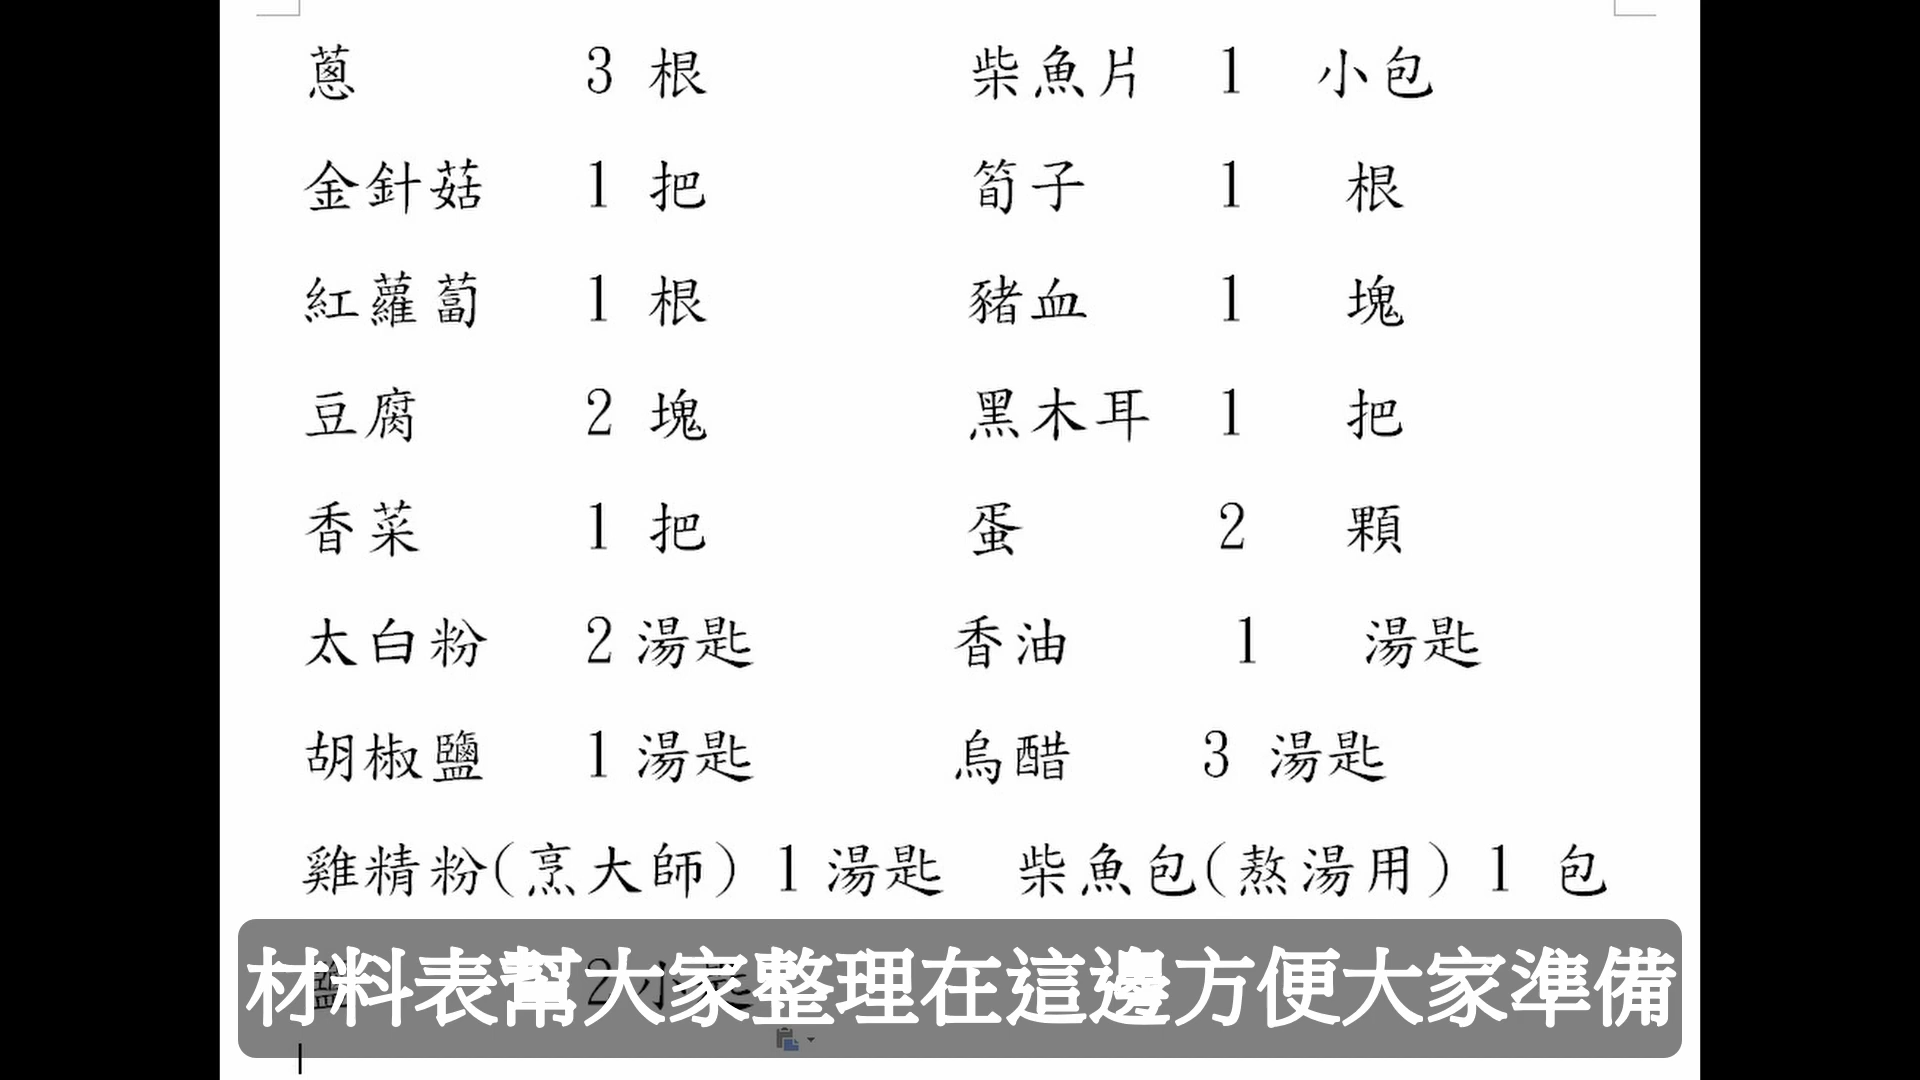 蔥 3 根 柴魚片 1 小包
金針菇 1 把 筍子 1 根
紅蘿蔔 1 根 豬血 1 塊
豆腐 2 塊 黑木耳 1 把
香菜 1 把 蛋 2 顆
太白粉 2 湯匙 香油 1 湯匙
胡椒鹽 1 湯匙 烏醋 3 湯匙
雞精粉(烹大師) 1 湯匙 柴魚包(熬湯用) 1 包
材料表幫大家整理在這邊方便大家準備